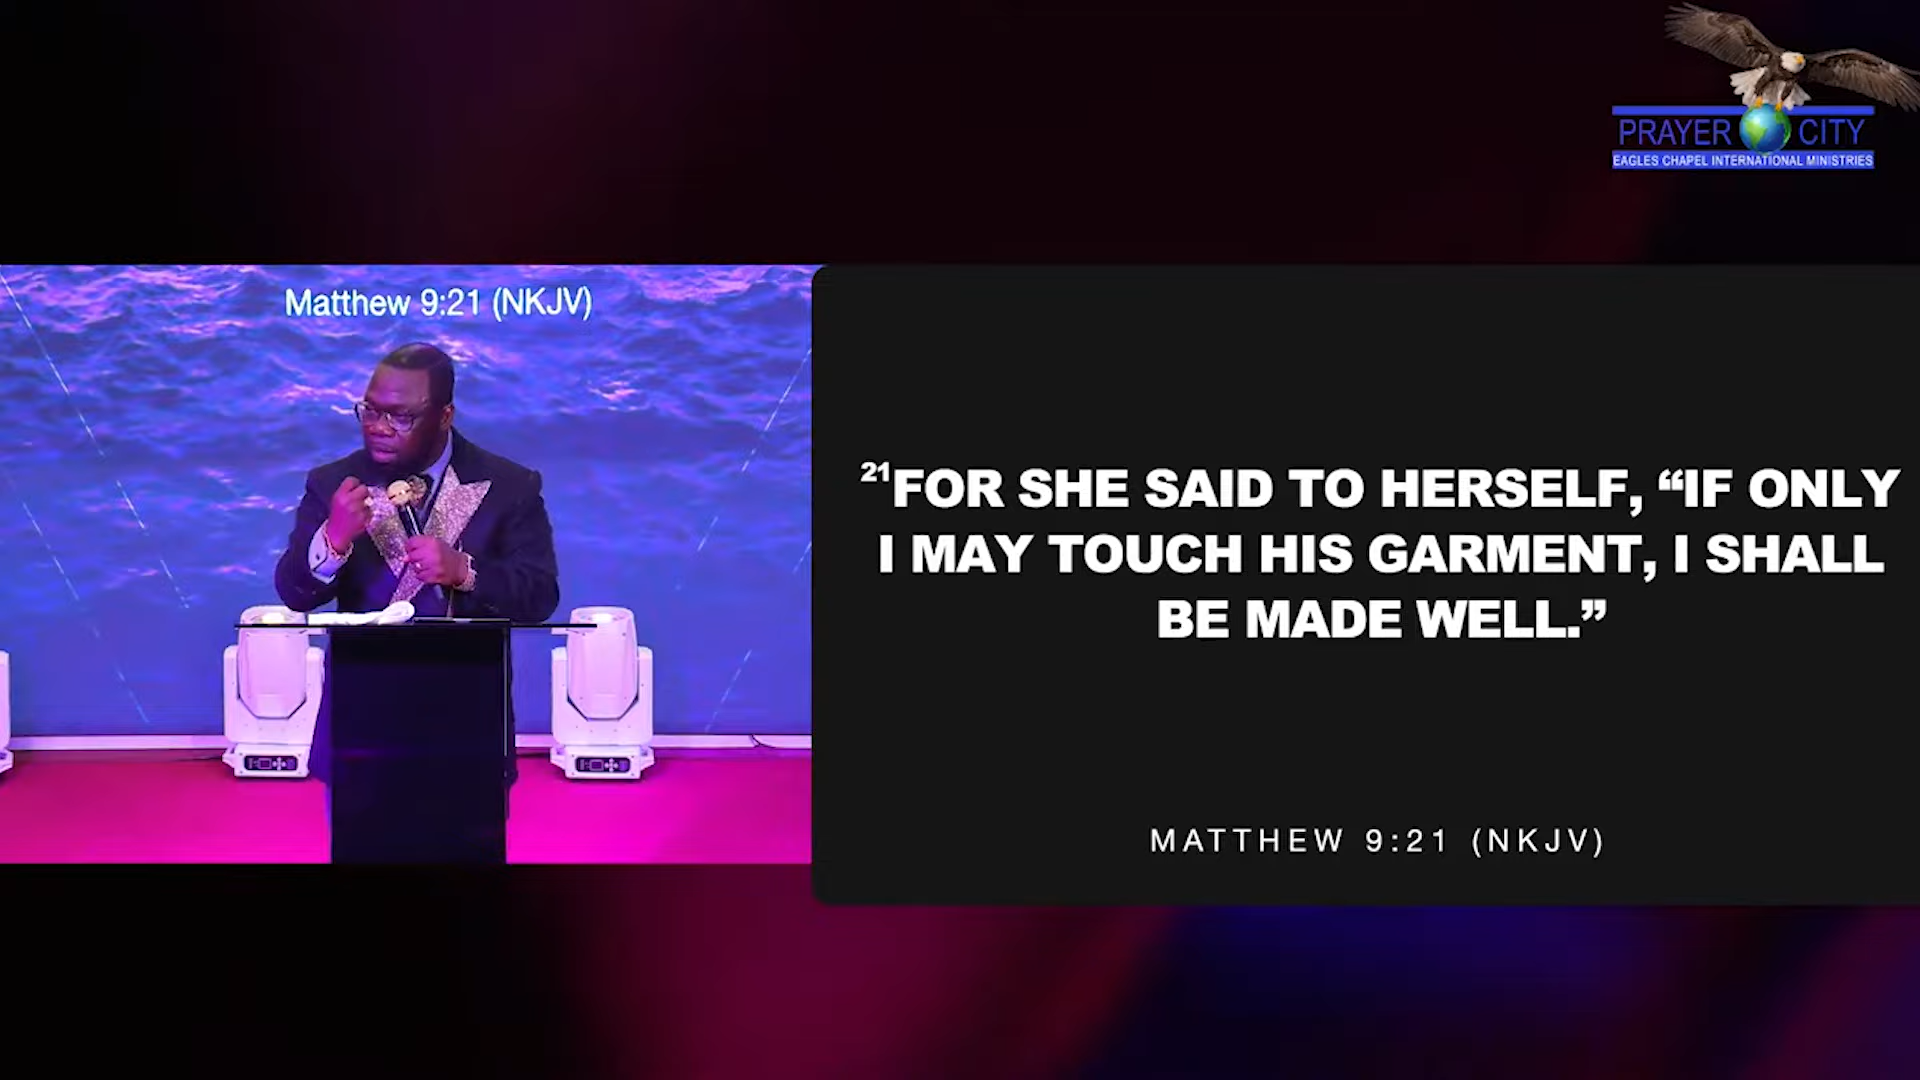 PRAYER CITY
EAGLES CHAPEL INTERNATIONAL MINISTRIES
Matthew 9:21 (NKJV)
21FOR SHE SAID TO HERSELF, “IF ONLY
I MAY TOUCH HIS GARMENT, I SHALL
BE MADE WELL.”
MATTHEW 9:21 (NKJV)